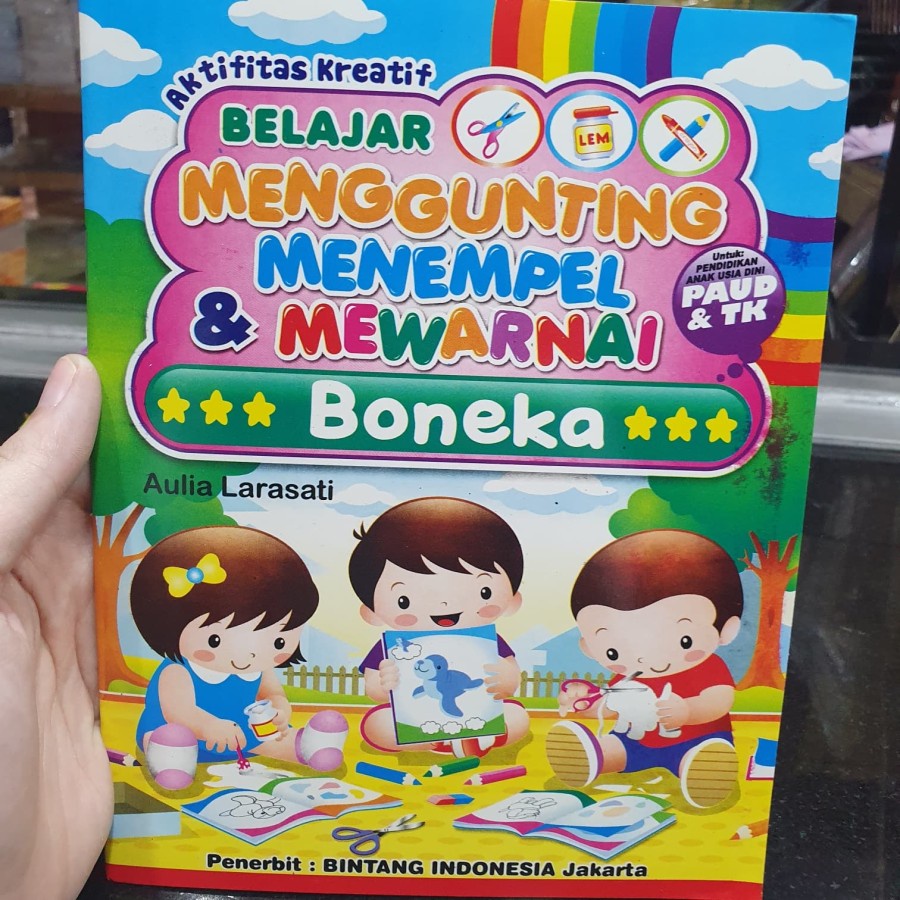 Aktifitas Kreatif
BELAJAR
LEM
MENGGUNTING
MENEMPEL
& MEWARNAI
Untuk:
PENDIDIKAN
ANAK USIA DINI
PAUD
& TK
Boneka
Aulia Larasati
Penerbit : BINTANG INDONESIA Jakarta